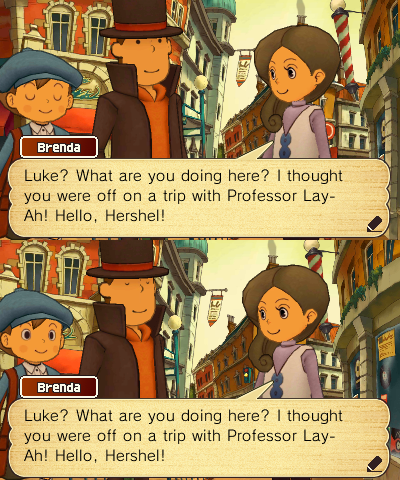 Brenda
Luke? What are you doing here? I thought
you were off on a trip with Professor Lay-
Ah! Hello, Hershel!
Brenda
Luke? What are you doing here? I thought
you were off on a trip with Professor Lay-
Ah! Hello, Hershel!